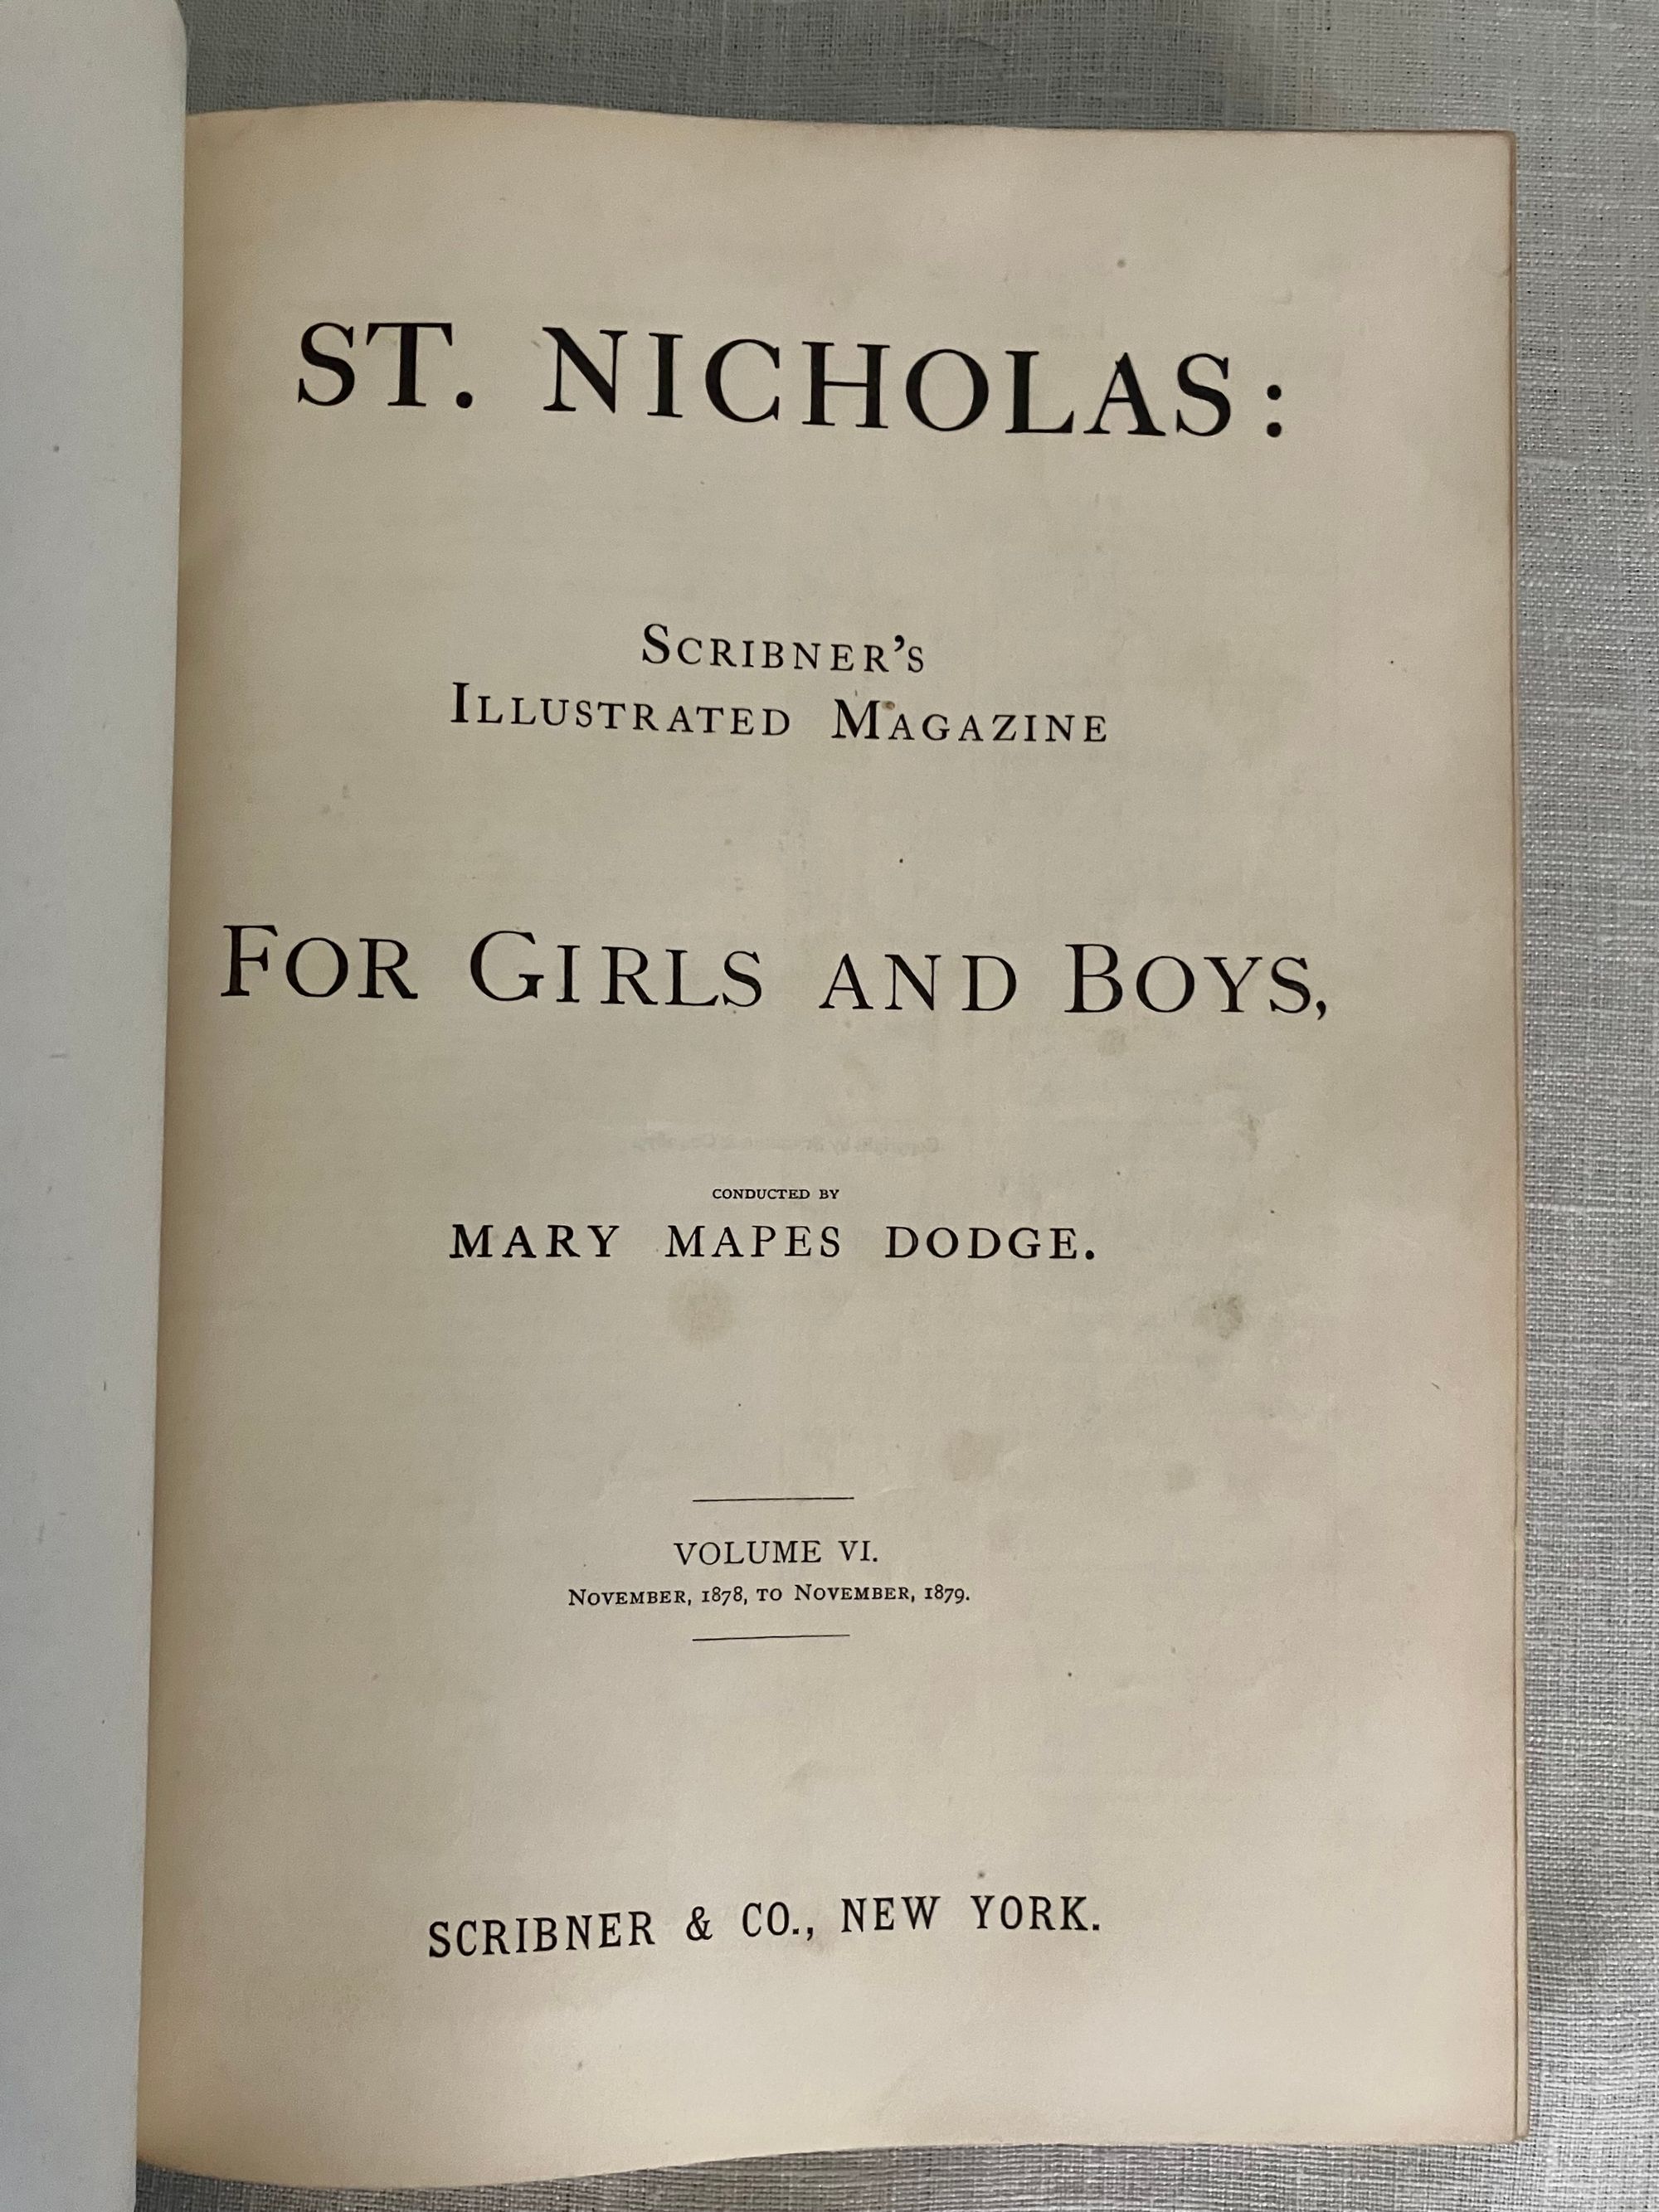 ST. NICHOLAS:
SCRIBNER'S
ILLUSTRATED MAGAZINE
FOR GIRLS AND BOYS,
CONDUCTED BY
MARY MAPES DODGE.
VOLUME VI.
NOVEMBER, 1878, TO NOVEMBER, 1879.
SCRIBNER & CO., NEW YORK.